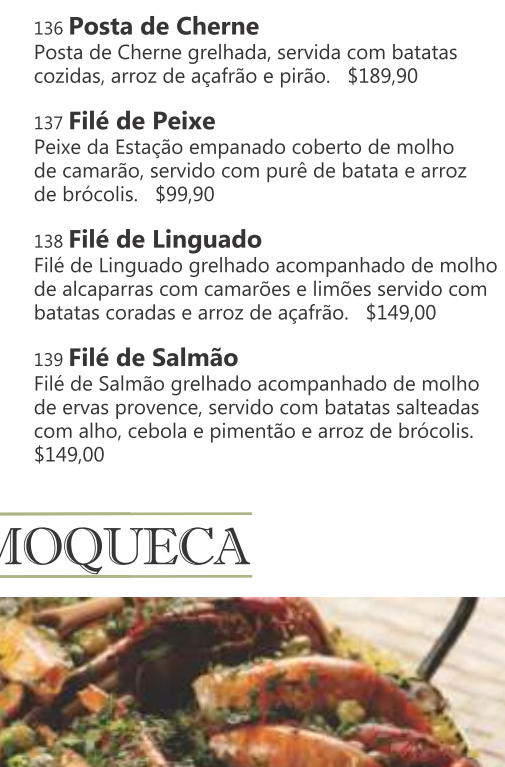 136 Posta de Cherne
Posta de Cherne grelhada, servida com batatas
cozidas, arroz de açafrão e pirão. $189,90
137 Filé de Peixe
Peixe da Estação empanado coberto de molho
de camarão, servido com purê de batata e arroz
de brócolis. $99,90
138 Filé de Linguado
Filé de Linguado grelhado acompanhado de molho
de alcaparras com camarões e limões servido com
batatas coradas e arroz de açafrão. $149,00
139 Filé de Salmão
Filé de Salmão grelhado acompanhado de molho
de ervas provence, servido com batatas salteadas
com alho, cebola e pimentão e arroz de brócolis.
$149,00
MOQUECA